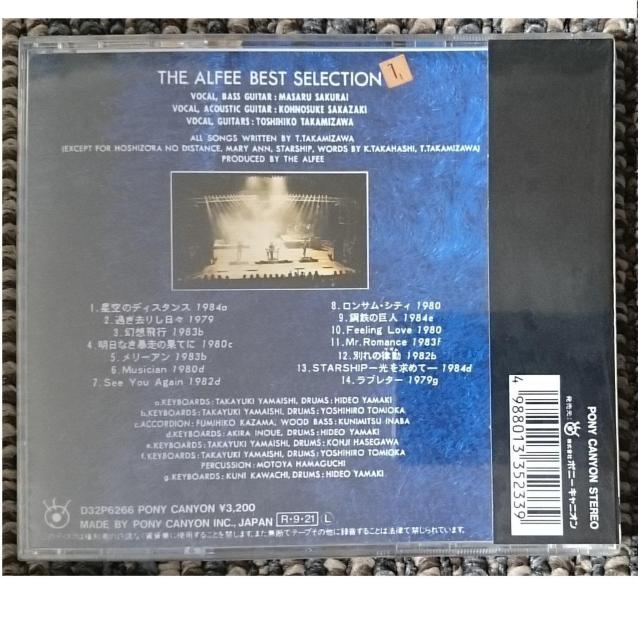 THE ALFEE BEST SELECTION
VOCAL, BASS GUITAR : MASARU SAKURAI
VOCAL, ACOUSTIC GUITAR : KOHNOSUKE SAKAZAKI
VOCAL, GUITARS : TOSHIHIKO TAKAMIZAWA
ALL SONGS WRITTEN BY T.TAKAMIZAWA
(EXCEPT FOR HOSHIZORA NO DISTANCE, MARY ANN, STARSHIP, WORDS BY K.TAKAHASHI, T.TAKAMIZAWA)
PRODUCED BY THE ALFEE
1.星空のディスタンス 1984a
2.過ぎ去りし日々 1979
3.幻想飛行 1983b
4.明日なき暴走の果てに 1980c
5.メリーアン 1983b
6.Musician 1980d
7.See You Again 1982d
8.ロンサム・シティ 1980
9.鋼鉄の巨人 1984e
10.Feeling Love 1980
11.Mr.Romance 1983f
12.別れの律動 1982b
13.STARSHIP—光を求めて— 1984d
14.ラブレター 1979g
a.KEYBOARDS : TAKAYUKI YAMAISHI, DRUMS : HIDEO YAMAKI
b.KEYBOARDS : TAKAYUKI YAMAISHI, DRUMS : YOSHIHIRO TOMIOKA
c.ACCORDION : FUMIHIKO KAZAMA, WOOD BASS : KUNIMITSU INABA
d.KEYBOARDS : AKIRA INOUE, DRUMS : HIDEO YAMAKI
e.KEYBOARDS : TAKAYUKI YAMAISHI, DRUMS : KOHJI HASEGAWA
f.KEYBOARDS : TAKAYUKI YAMAISHI, DRUMS : YOSHIHIRO TOMIOKA
PERCUSSION : MOTOYA HAMAGUCHI
g.KEYBOARDS : KUNI KAWACHI, DRUMS : HIDEO YAMAKI
D32P6266 PONY CANYON ¥3,200
MADE BY PONY CANYON INC., JAPAN R・9・21 L
PONY CANYON STEREO
発売元: 株式会社 ポニーキャニオン
4 988013 352339